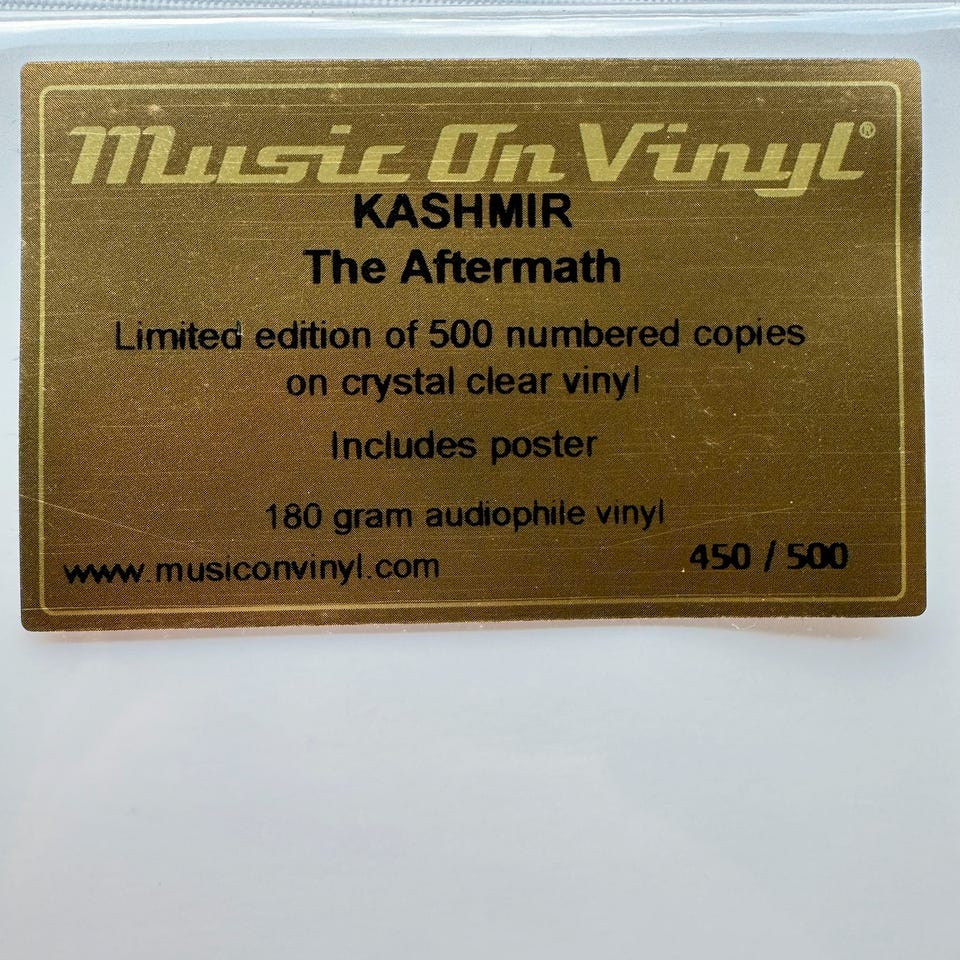 Music On Vinyl®
KASHMIR
The Aftermath
Limited edition of 500 numbered copies
on crystal clear vinyl
Includes poster
180 gram audiophile vinyl
www.musiconvinyl.com 450 / 500